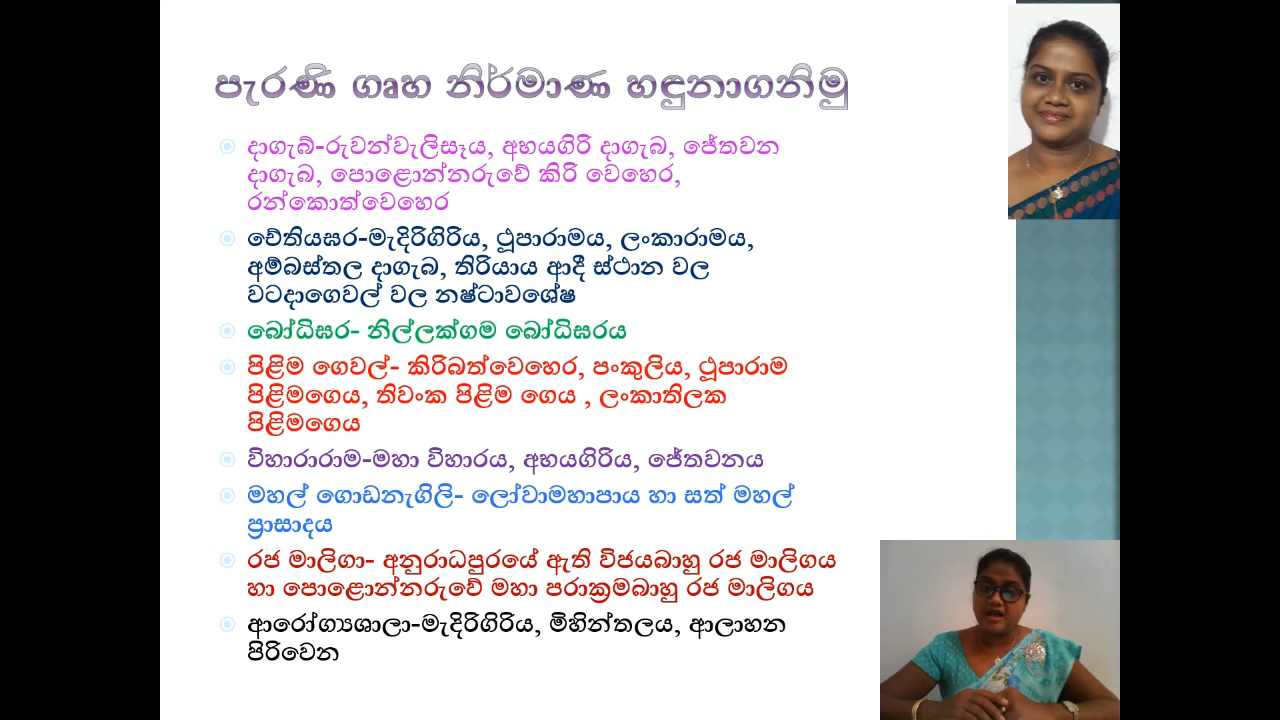 පැරණි ගෘහ නිර්මාණ හඳුනාගනිමු
දාගැබ්-රුවන්වැලිසෑය, අභයගිරි දාගැබ, ජේතවන
දාගැබ, පොළොන්නරුවේ කිරි වෙහෙර,
රන්කොත්වෙහෙර
චේතියඝර-මැදිරිගිරිය, ථූපාරාමය, ලංකාරාමය,
අම්බස්තල දාගැබ, තිරියාය ආදී ස්ථාන වල
වටදාගෙවල් වල නෂ්ටාවශේෂ
බෝධිඝර- නිල්ලක්ගම බෝධිඝරය
පිළිම ගෙවල්- කිරිබත්වෙහෙර, පංකුලිය, ථූපාරාම
පිළිමගෙය, තිවංක පිළිම ගෙය , ලංකාතිලක
පිළිමගෙය
විහාරාරාම-මහා විහාරය, අභයගිරිය, ජේතවනය
මහල් ගොඩනැගිලි- ලෝවාමහාපාය හා සත් මහල්
ප්‍රාසාදය
රජ මාලිගා- අනුරාධපුරයේ ඇති විජයබාහු රජ මාලිගය
හා පොළොන්නරුවේ මහා පරාක්‍රමබාහු රජ මාලිගය
ආරෝග්‍යශාලා-මැදිරිගිරිය, මිහින්තලය, ආලාහන
පිරිවෙන